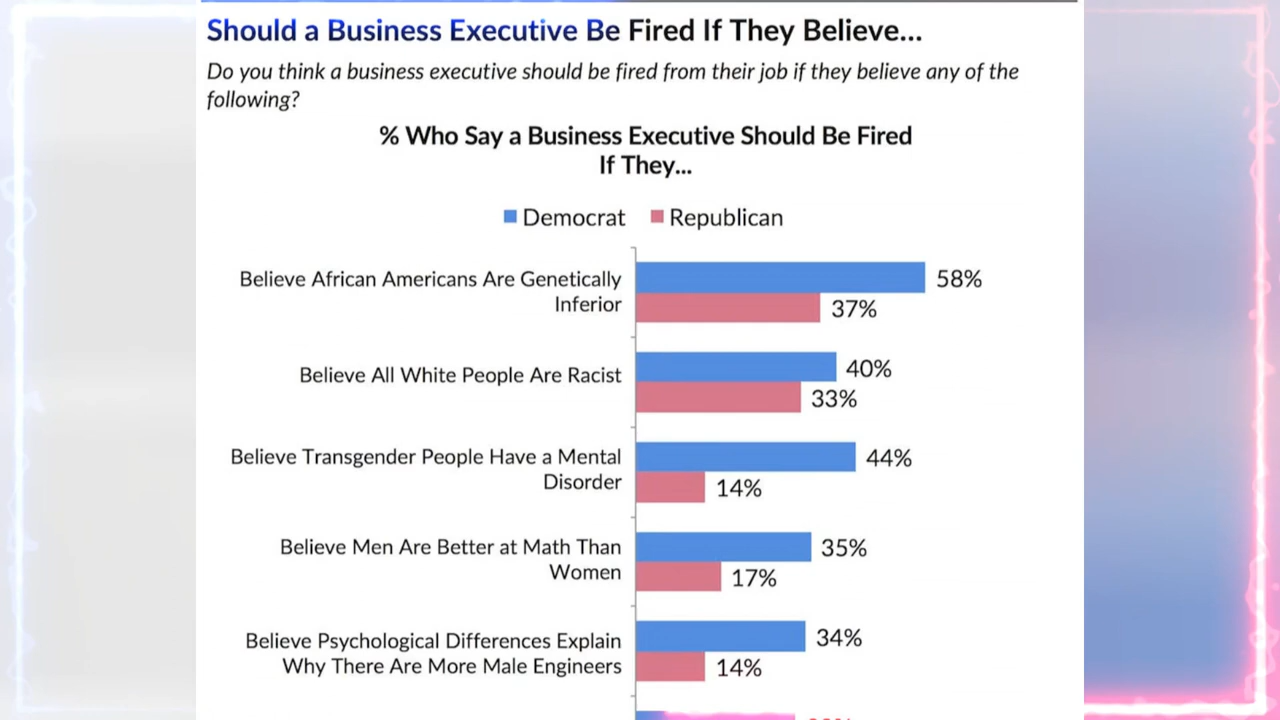 Should a Business Executive Be Fired If They Believe...
Do you think a business executive should be fired from their job if they believe any of the
following?
% Who Say a Business Executive Should Be Fired
If They...
Democrat Republican
Believe African Americans Are Genetically
Inferior
58%
37%
Believe All White People Are Racist
40%
33%
Believe Transgender People Have a Mental
Disorder
44%
14%
Believe Men Are Better at Math Than
Women
35%
17%
Believe Psychological Differences Explain
Why There Are More Male Engineers
34%
14%